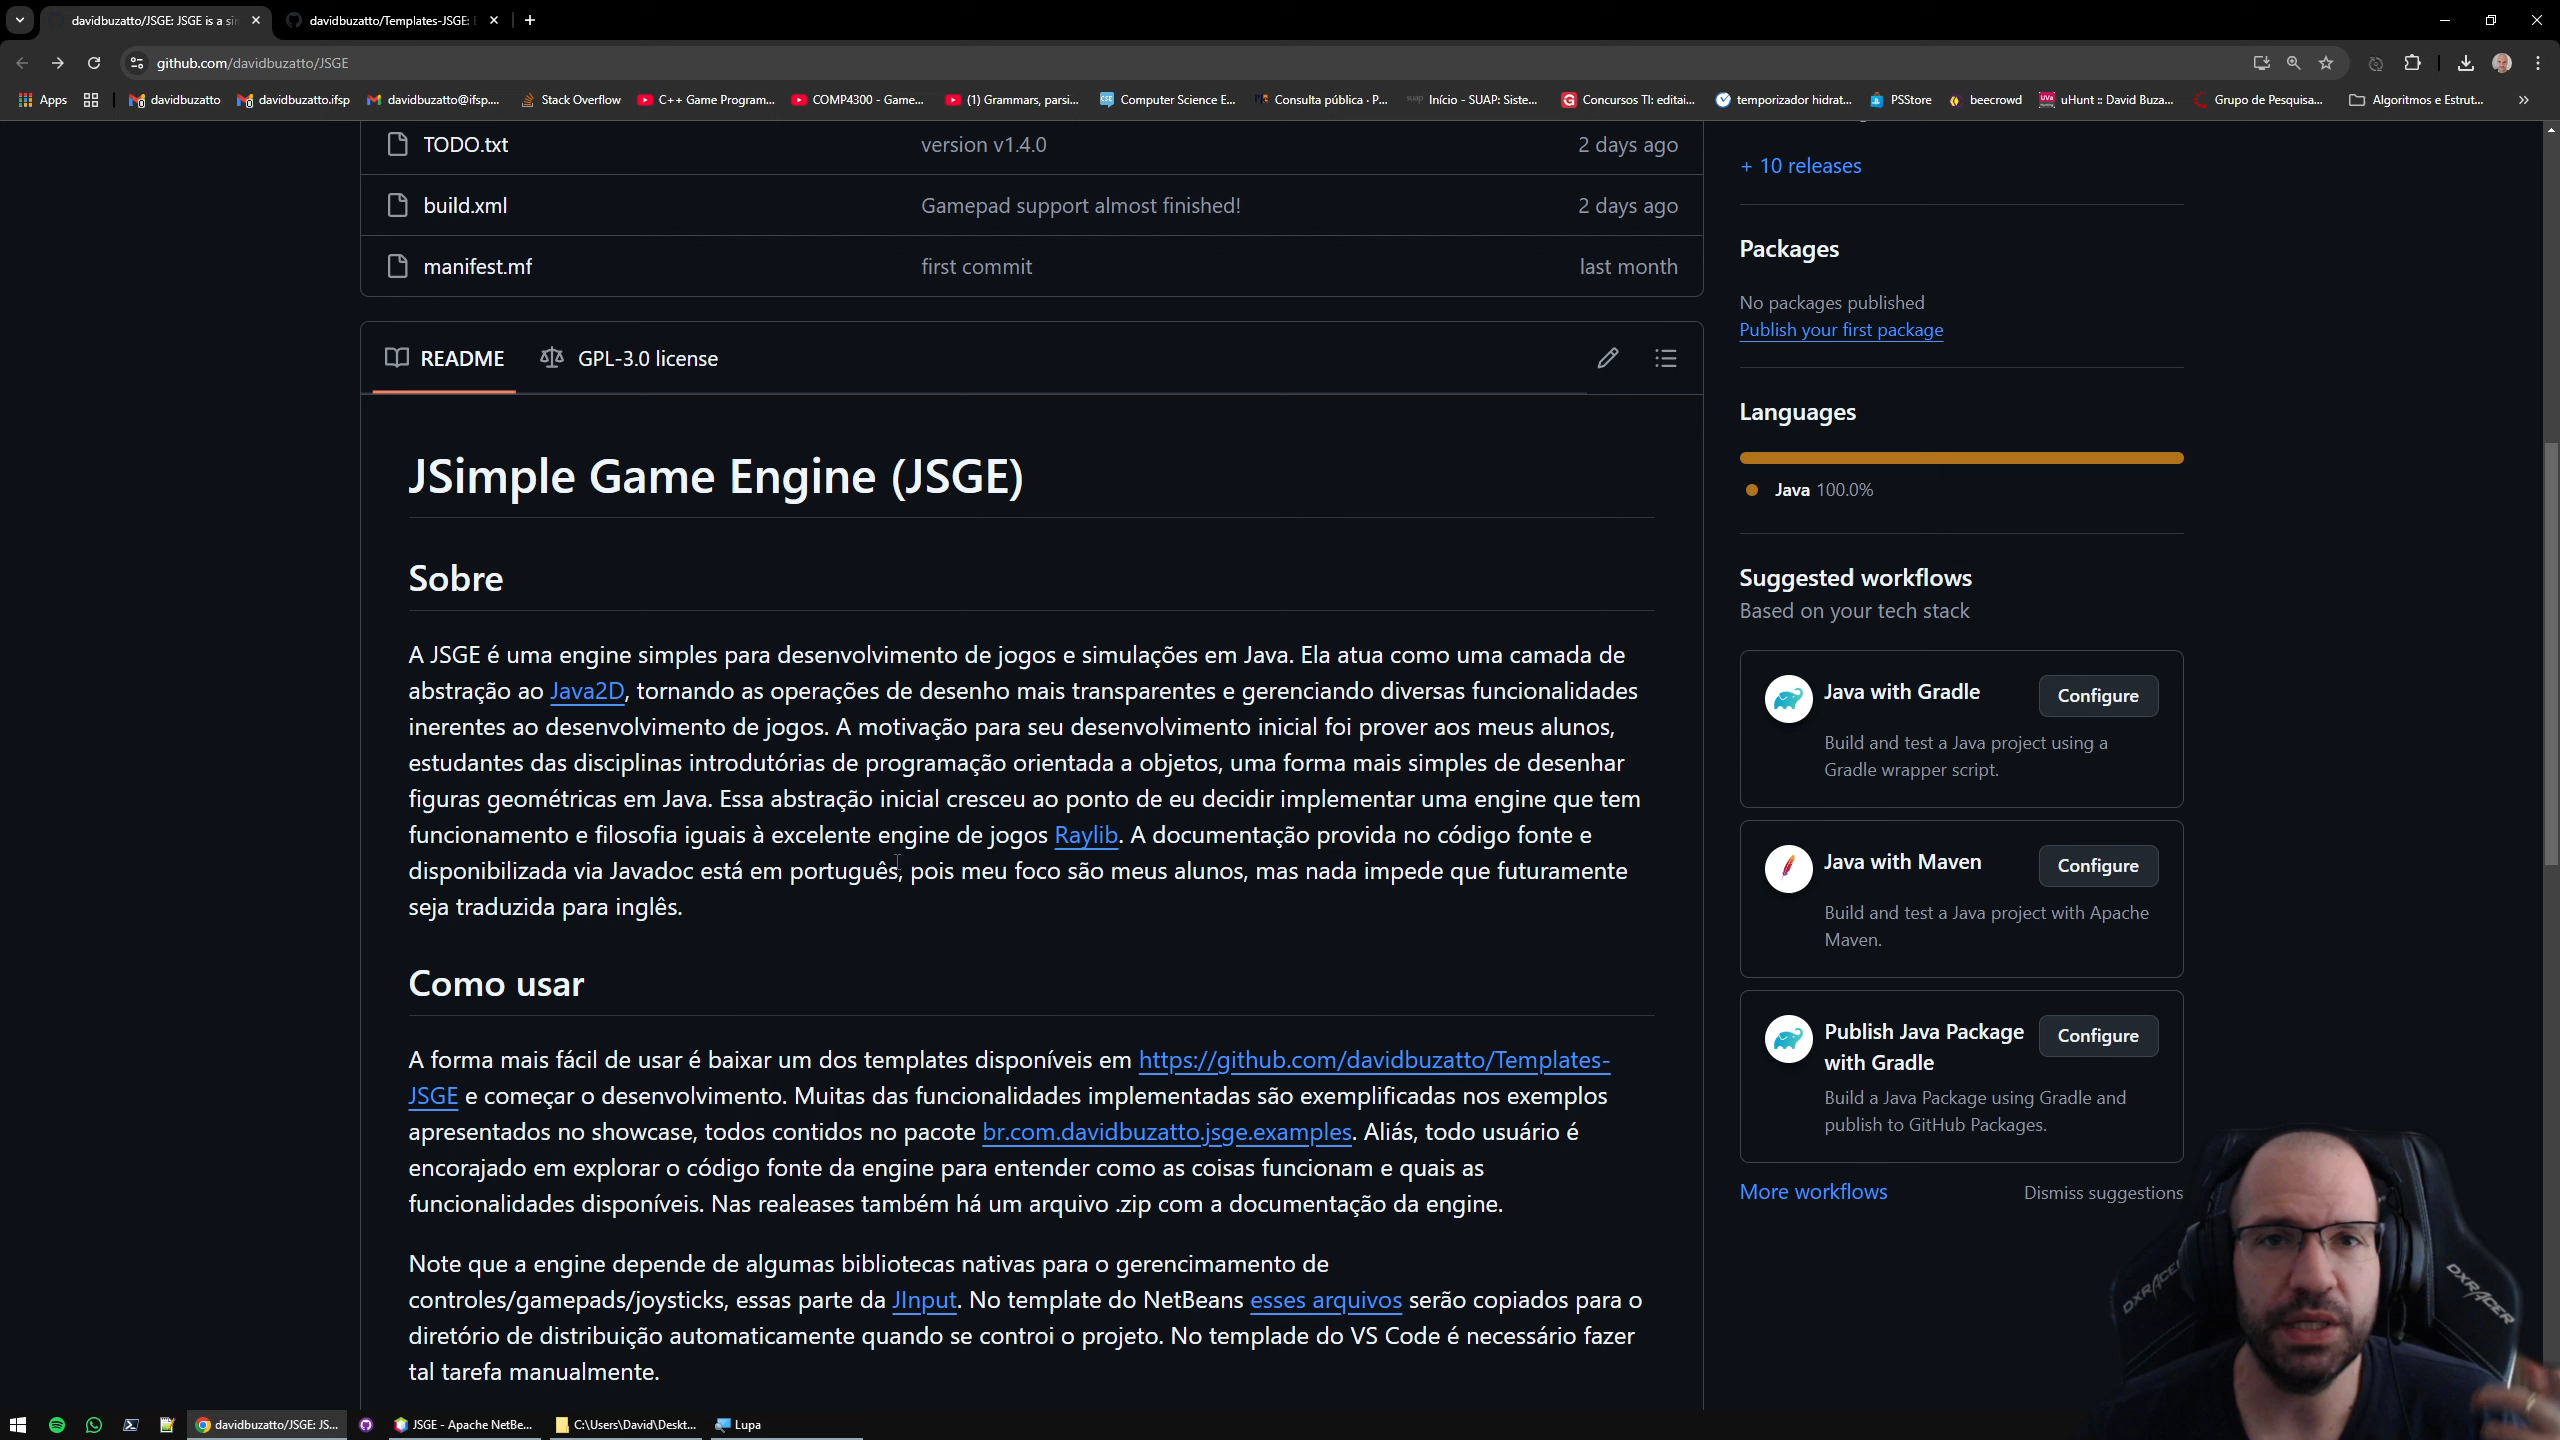 davidbuzatto/JSGE: JSGE is a si
davidbuzatto/Templates-JSGE:
github.com/davidbuzatto/JSGE
Apps
davidbuzatto
davidbuzatto.ifsp
davidbuzatto@ifsp....
Stack Overflow
C++ Game Program...
COMP4300 - Game...
(1) Grammars, parsi...
Computer Science E...
Consulta pública · P...
Início - SUAP: Siste...
Concursos TI: editai...
temporizador hidrat...
PSStore
beecrowd
uHunt :: David Buza...
Grupo de Pesquisa...
Algoritmos e Estrut...
»
TODO.txt version v1.4.0 2 days ago
build.xml Gamepad support almost finished! 2 days ago
manifest.mf first commit last month
README GPL-3.0 license
JSimple Game Engine (JSGE)
Sobre
A JSGE é uma engine simples para desenvolvimento de jogos e simulações em Java. Ela atua como uma camada de
abstração ao Java2D, tornando as operações de desenho mais transparentes e gerenciando diversas funcionalidades
inerentes ao desenvolvimento de jogos. A motivação para seu desenvolvimento inicial foi prover aos meus alunos,
estudantes das disciplinas introdutórias de programação orientada a objetos, uma forma mais simples de desenhar
figuras geométricas em Java. Essa abstração inicial cresceu ao ponto de eu decidir implementar uma engine que tem
funcionamento e filosofia iguais à excelente engine de jogos Raylib. A documentação provida no código fonte e
disponibilizada via Javadoc está em português, pois meu foco são meus alunos, mas nada impede que futuramente
seja traduzida para inglês.
Como usar
A forma mais fácil de usar é baixar um dos templates disponíveis em https://github.com/davidbuzatto/Templates-
JSGE e começar o desenvolvimento. Muitas das funcionalidades implementadas são exemplificadas nos exemplos
apresentados no showcase, todos contidos no pacote br.com.davidbuzatto.jsge.examples. Aliás, todo usuário é
encorajado em explorar o código fonte da engine para entender como as coisas funcionam e quais as
funcionalidades disponíveis. Nas realeases também há um arquivo .zip com a documentação da engine.
Note que a engine depende de algumas bibliotecas nativas para o gerencimamento de
controles/gamepads/joysticks, essas parte da JInput. No template do NetBeans esses arquivos serão copiados para o
diretório de distribuição automaticamente quando se controi o projeto. No templade do VS Code é necessário fazer
tal tarefa manualmente.
+ 10 releases
Packages
No packages published
Publish your first package
Languages
Java 100.0%
Suggested workflows
Based on your tech stack
Java with Gradle
Configure
Build and test a Java project using a
Gradle wrapper script.
Java with Maven
Configure
Build and test a Java project with Apache
Maven.
Publish Java Package
with Gradle
Configure
Build a Java Package using Gradle and
publish to GitHub Packages.
More workflows Dismiss suggestions
DXRACER
DXRACER
davidbuzatto/JSGE: JS...
JSGE - Apache NetBe...
C:\Users\David\Deskt...
Lupa